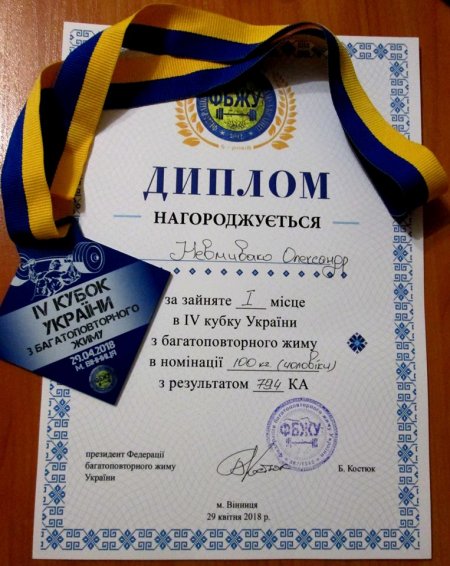 ФБЖУ
ДИПЛОМ
НАГОРОДЖУЄТЬСЯ
Невмивако Олександр
за зайняте I місце
в IV кубку України
з багатоповторного жиму
в номінації 100 кг (чоловіки)
з результатом 794 КА
IV КУБОК
УКРАЇНИ
З БАГАТОПОВТОРНОГО
ЖИМУ
29.04.2018
М. ВІННИЦЯ
ФБЖУ
президент Федерації
багатоповторного жиму
України
Б. Костюк
м. Вінниця
29 квітня 2018 р.